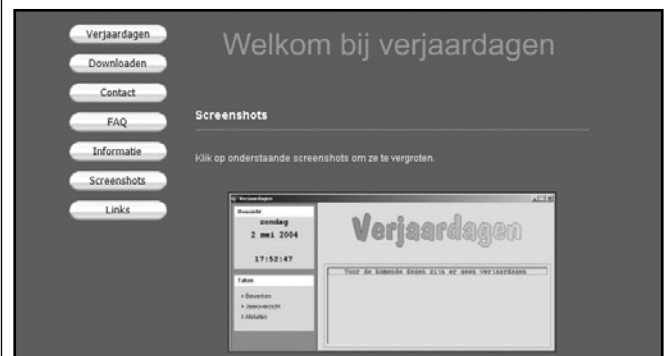 Verjaardagen
Downloaden
Contact
FAQ
Informatie
Screenshots
Links
Welkom bij verjaardagen
Screenshots
Klik op onderstaande screenshots om ze te vergroten.
Verjaardagen
Overzicht
zondag
2 mei 2004
17:52:47
Taken
Bewerken
Jaaroverzicht
Afsluiten
Verjaardagen
Voor de komende dagen zijn er geen verjaardagen